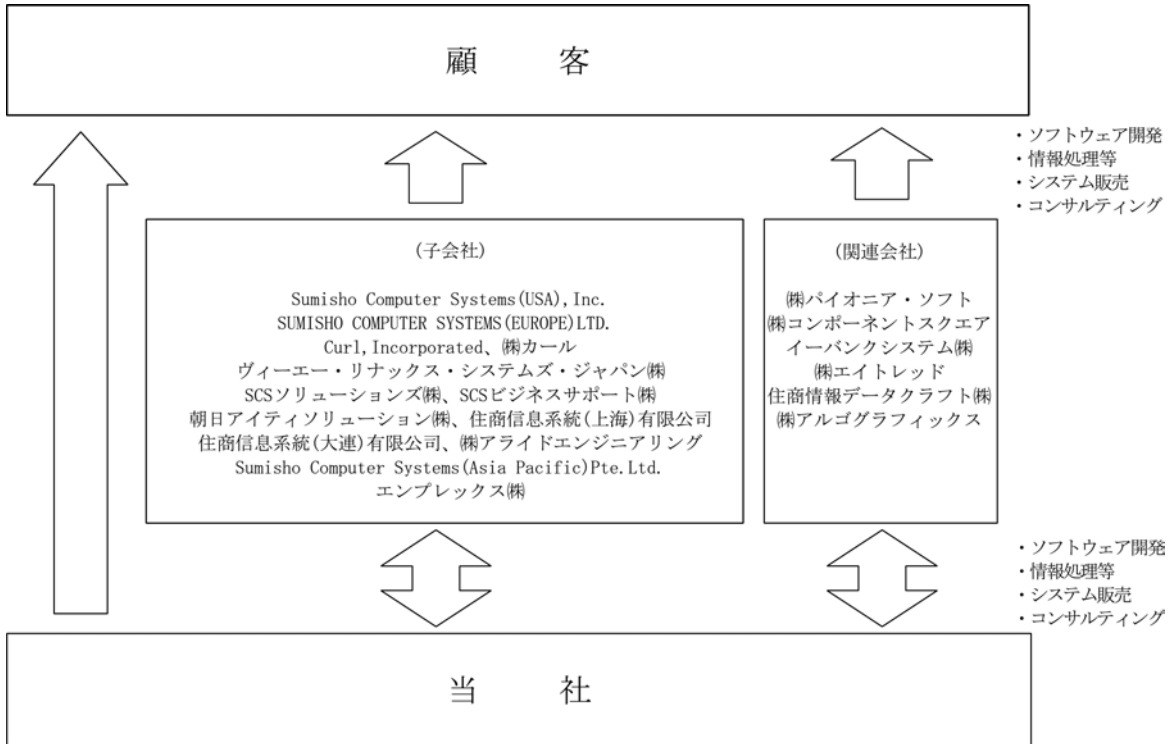 顧 客
・ソフトウェア開発
・情報処理等
・システム販売
・コンサルティング
(子会社)
Sumisho Computer Systems(USA),Inc.
SUMISHO COMPUTER SYSTEMS(EUROPE)LTD.
Curl,Incorporated、㈱カール
ヴィーエー・リナックス・システムズ・ジャパン㈱
SCSソリューションズ㈱、SCSビジネスサポート㈱
朝日アイティソリューション㈱、住商信息系統(上海)有限公司
住商信息系統(大連)有限公司、㈱アライドエンジニアリング
Sumisho Computer Systems(Asia Pacific)Pte.Ltd.
エンプレックス㈱
(関連会社)
㈱パイオニア・ソフト
㈱コンポーネントスクエア
イーバンクシステム㈱
㈱エイトレッド
住商情報データクラフト㈱
㈱アルゴグラフィックス
・ソフトウェア開発
・情報処理等
・システム販売
・コンサルティング
当 社